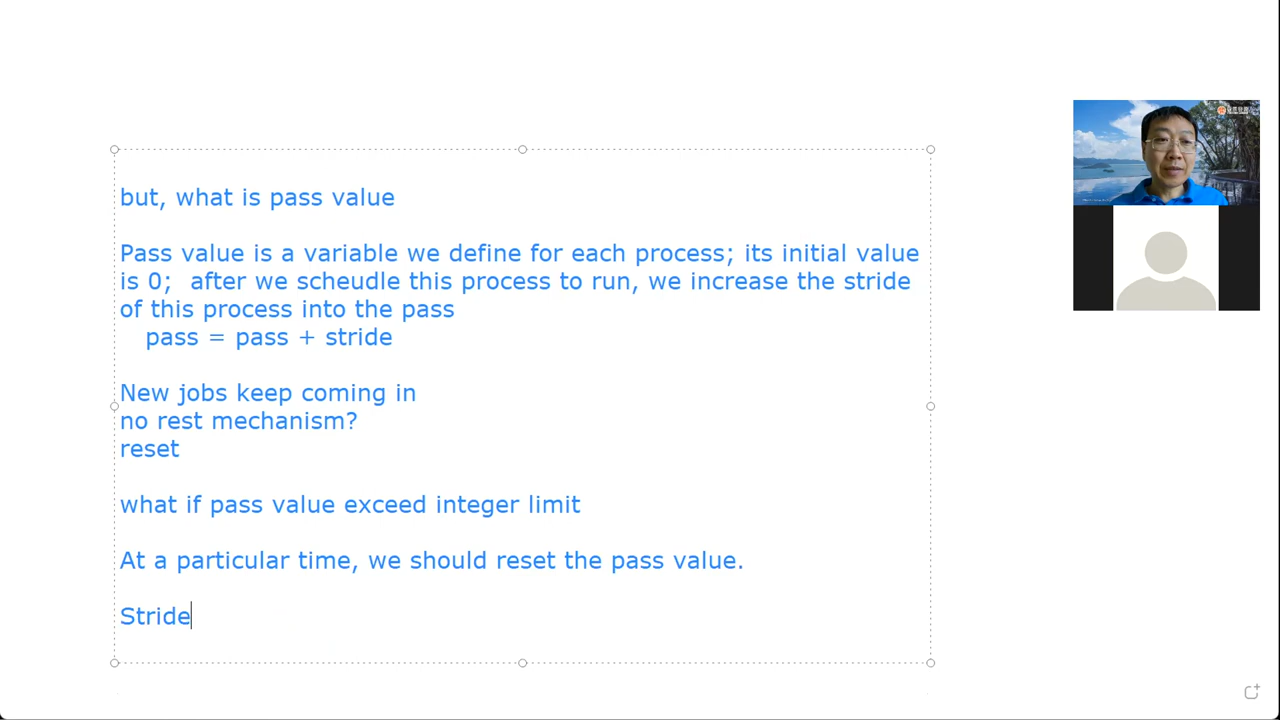 but, what is pass value
Pass value is a variable we define for each process; its initial value
is 0;  after we scheudle this process to run, we increase the stride
of this process into the pass
pass = pass + stride
New jobs keep coming in
no rest mechanism?
reset
what if pass value exceed integer limit
At a particular time, we should reset the pass value.
Stride